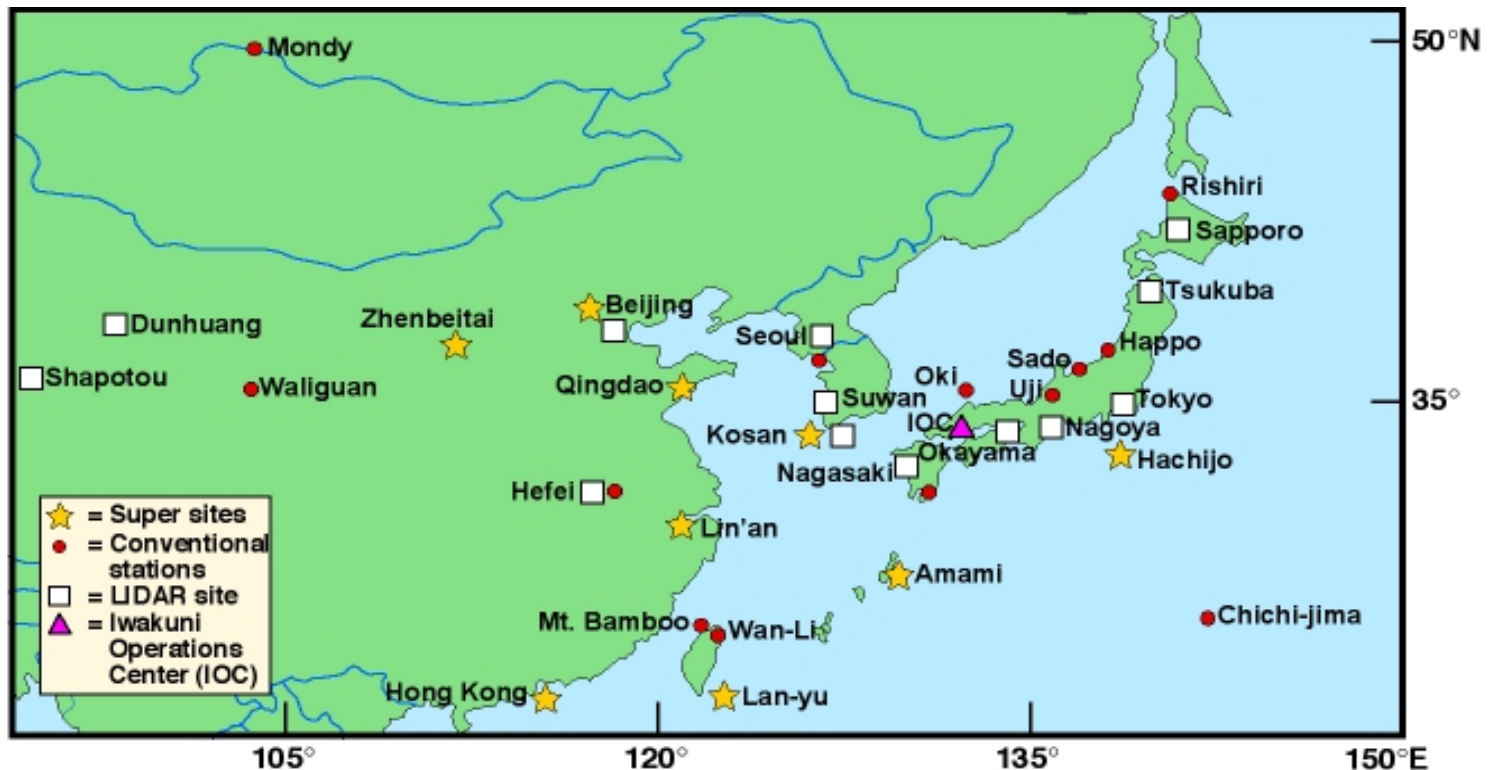 50°N
Mondy
Rishiri
Sapporo
Tsukuba
Beijing
Zhenbeitai
Dunhuang
Seoul
Happo
Sado
Shapotou
Waliguan
Qingdao
Oki
Uji
Suwan
Tokyo
35°
IOC
Nagoya
Kosan
Okayama
Hachijo
Nagasaki
Hefei
Lin'an
Amami
Chichi-jima
Mt. Bamboo
Wan-Li
Hong Kong
Lan-yu
= Super sites
= Conventional
stations
= LIDAR site
= Iwakuni
Operations
Center (IOC)
105°
120°
135°
150°E